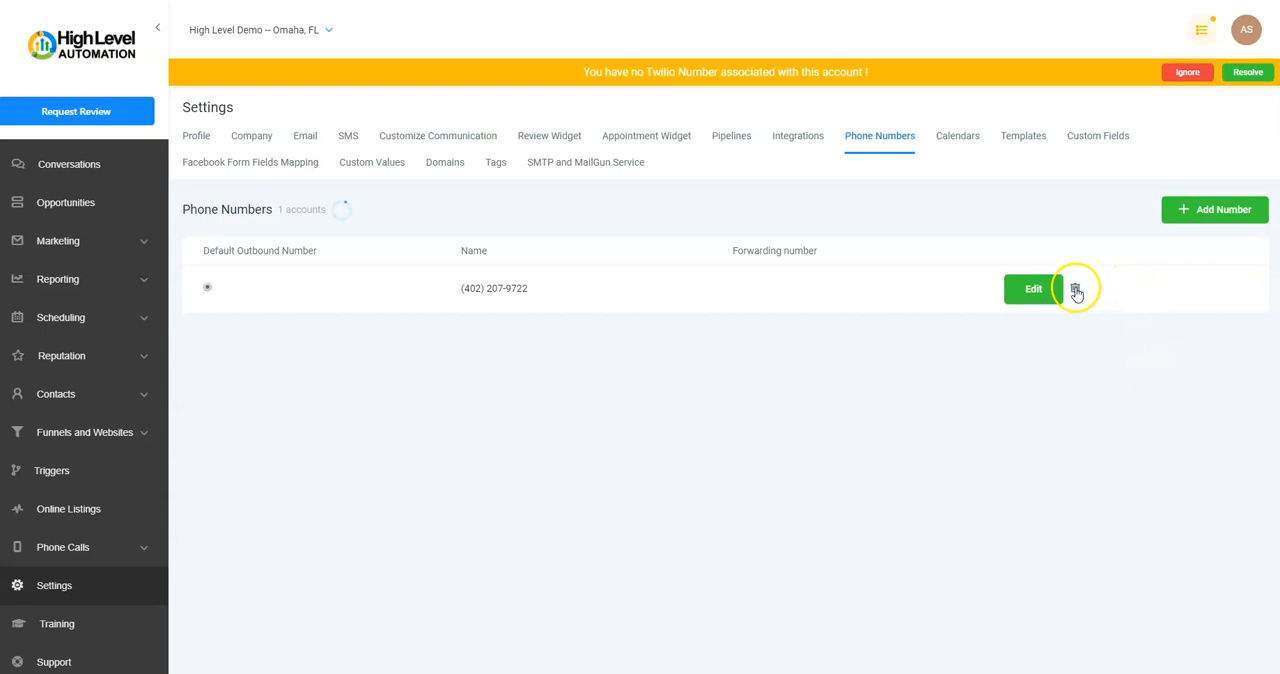 High Level
AUTOMATION
High Level Demo -- Omaha, FL
AS
You have no Twilio Number associated with this account !
Ignore
Resolve
Request Review
Conversations
Opportunities
Marketing
Reporting
Scheduling
Reputation
Contacts
Funnels and Websites
Triggers
Online Listings
Phone Calls
Settings
Training
Support
Settings
Profile Company Email SMS Customize Communication Review Widget Appointment Widget Pipelines Integrations Phone Numbers Calendars Templates Custom Fields
Facebook Form Fields Mapping Custom Values Domains Tags SMTP and MailGun Service
Phone Numbers 1 accounts
Add Number
Default Outbound Number Name Forwarding number
(402) 207-9722 Edit